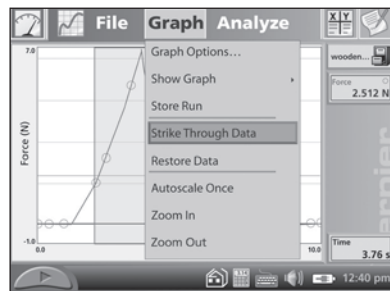 File Graph Analyze
X Y
7.0
Force (N)
-1.0
0.0
10.0
Graph Options...
Show Graph
Store Run
Strike Through Data
Restore Data
Autoscale Once
Zoom In
Zoom Out
wooden...
Force
2.512 N
Time
3.76 s
12:40 pm